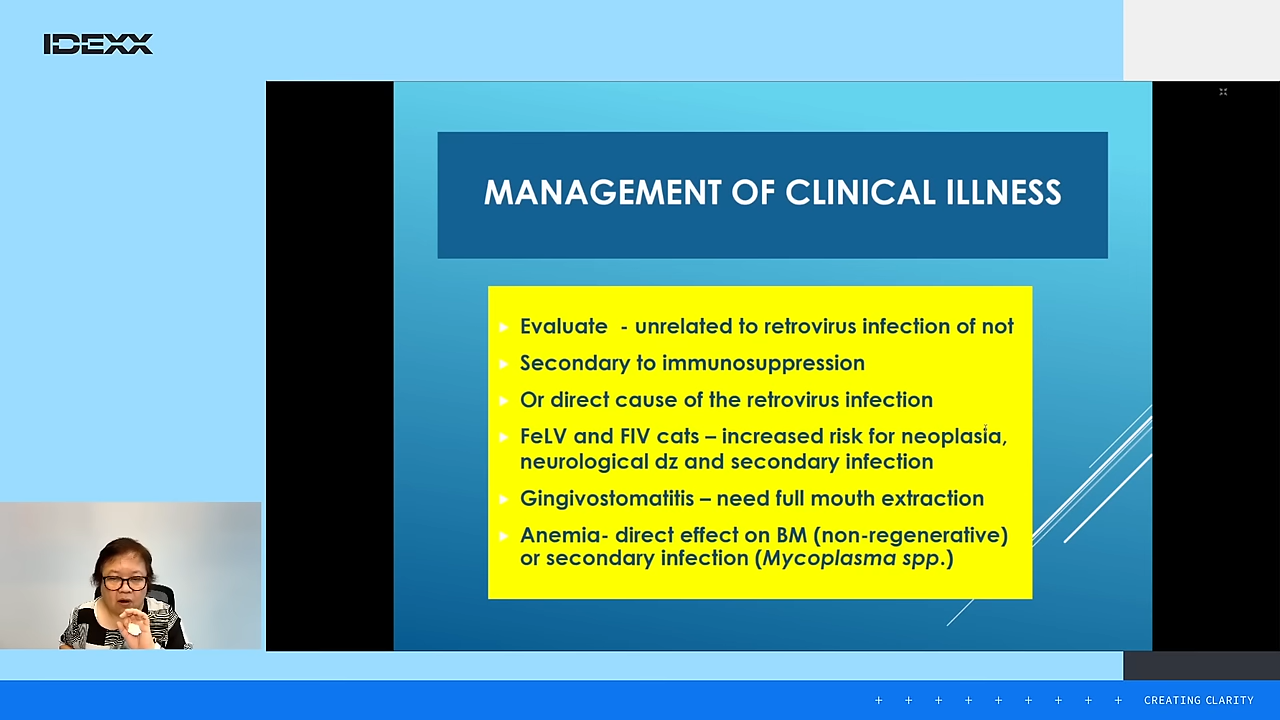 IDEXX
MANAGEMENT OF CLINICAL ILLNESS
Evaluate - unrelated to retrovirus infection of not
Secondary to immunosuppression
Or direct cause of the retrovirus infection
FeLV and FIV cats – increased risk for neoplasia,
neurological dz and secondary infection
Gingivostomatitis – need full mouth extraction
Anemia- direct effect on BM (non-regenerative)
or secondary infection (Mycoplasma spp.)
CREATING CLARITY